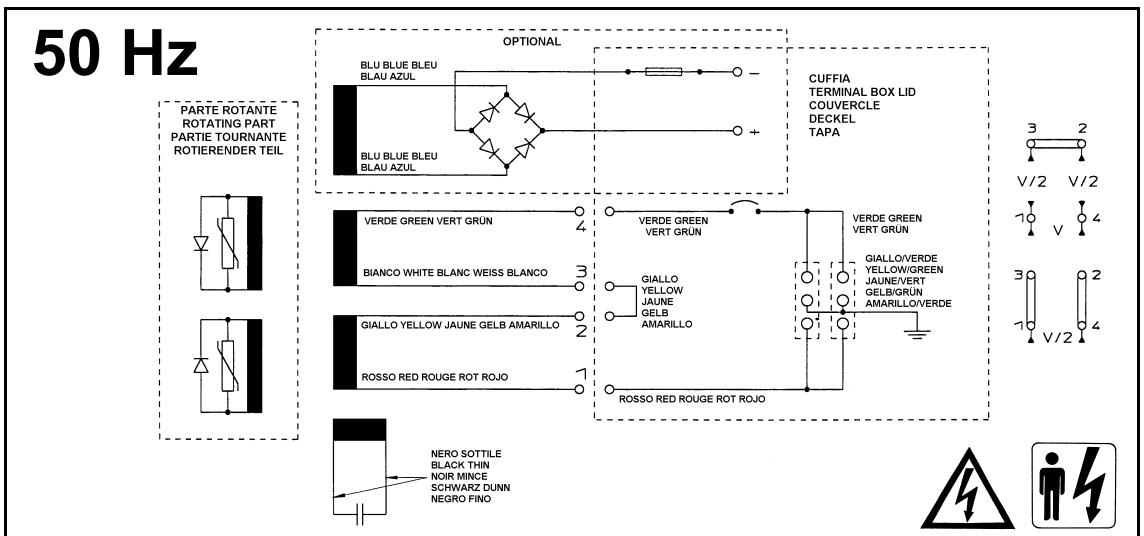 50 Hz
OPTIONAL
BLU BLUE BLEU
BLAU AZUL
−
+
BLU BLUE BLEU
BLAU AZUL
CUFFIA
TERMINAL BOX LID
COUVERCLE
DECKEL
TAPA
PARTE ROTANTE
ROTATING PART
PARTIE TOURNANTE
ROTIERENDER TEIL
VERDE GREEN VERT GRÜN
4
BIANCO WHITE BLANC WEISS BLANCO
3
GIALLO YELLOW JAUNE GELB AMARILLO
2
ROSSO RED ROUGE ROT ROJO
1
VERDE GREEN
VERT GRÜN
VERDE GREEN
VERT GRÜN
GIALLO
YELLOW
JAUNE
GELB
AMARILLO
GIALLO/VERDE
YELLOW/GREEN
JAUNE/VERT
GELB/GRÜN
AMARILLO/VERDE
ROSSO RED ROUGE ROT ROJO
3 2
V/2 V/2
1 4
V
3 2
1 4
V/2
NERO SOTTILE
BLACK THIN
NOIR MINCE
SCHWARZ DUNN
NEGRO FINO